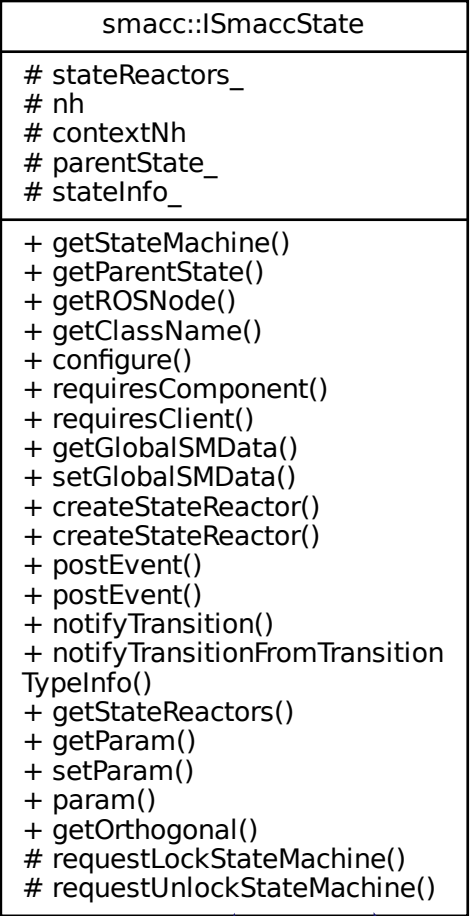 smacc::ISmaccState
# stateReactors_
# nh
# contextNh
# parentState_
# stateInfo_
+ getStateMachine()
+ getParentState()
+ getROSNode()
+ getClassName()
+ configure()
+ requiresComponent()
+ requiresClient()
+ getGlobalSMData()
+ setGlobalSMData()
+ createStateReactor()
+ createStateReactor()
+ postEvent()
+ postEvent()
+ notifyTransition()
+ notifyTransitionFromTransition
TypeInfo()
+ getStateReactors()
+ getParam()
+ setParam()
+ param()
+ getOrthogonal()
# requestLockStateMachine()
# requestUnlockStateMachine()